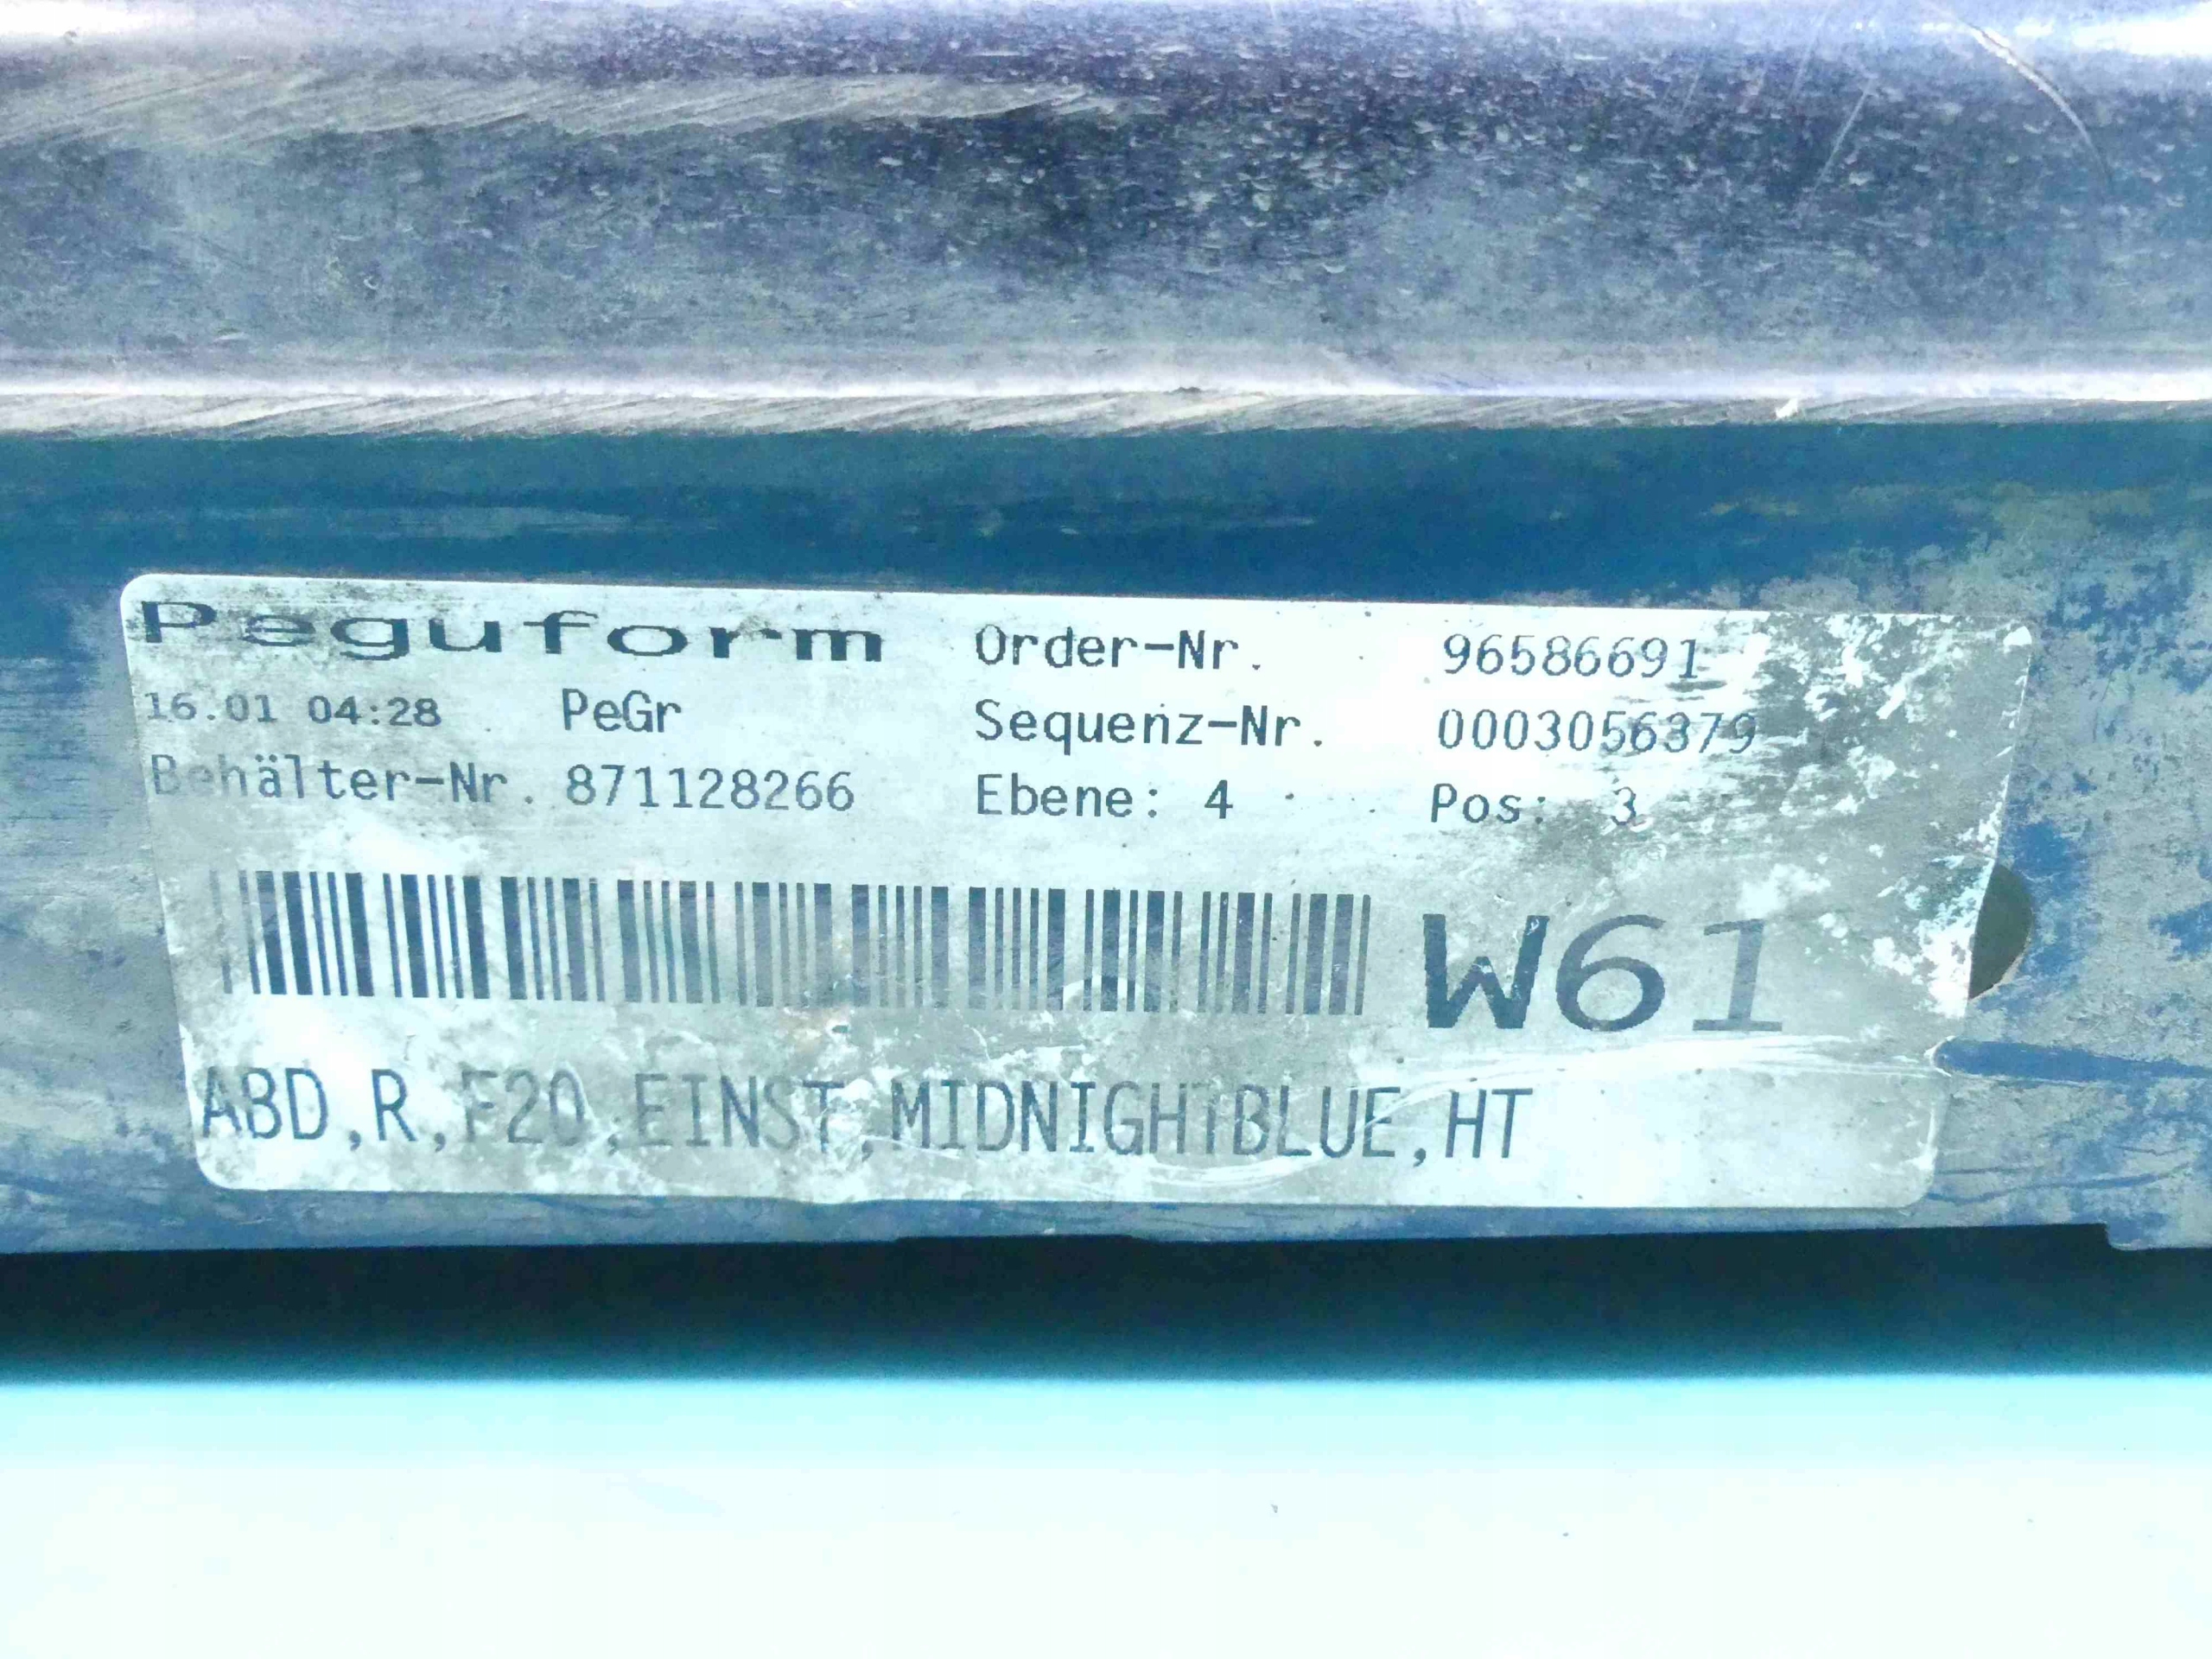 Peguform Order-Nr. 96586691
16.01 04:28 PeGr Sequenz-Nr. 0003056379
Behälter-Nr. 871128266 Ebene: 4 Pos: 3
W61
ABD,R,F20,EINST,MIDNIGHTBLUE,HT